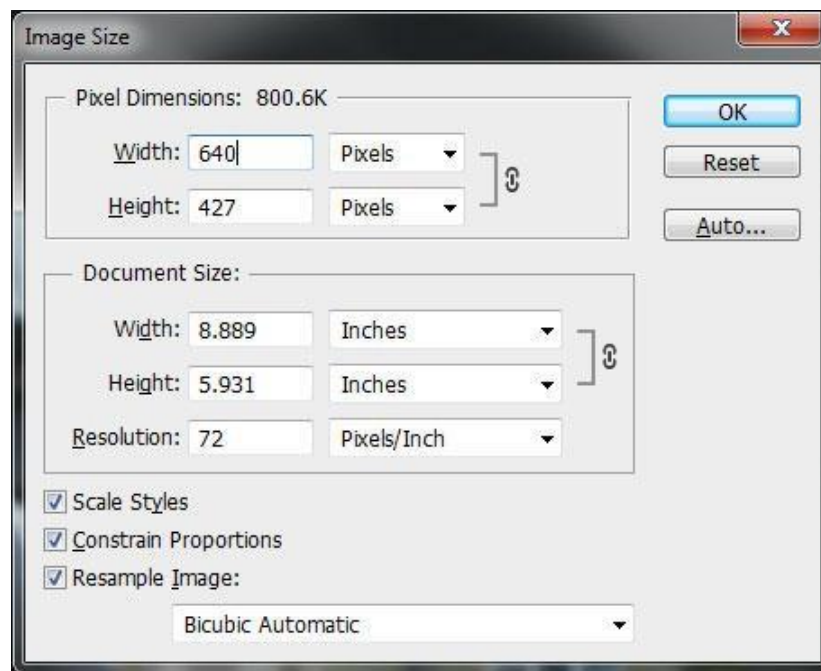 Image Size
Pixel Dimensions: 800.6K
Width: 640 Pixels
Height: 427 Pixels
OK
Reset
Auto...
Document Size:
Width: 8.889 Inches
Height: 5.931 Inches
Resolution: 72 Pixels/Inch
Scale Styles
Constrain Proportions
Resample Image:
Bicubic Automatic